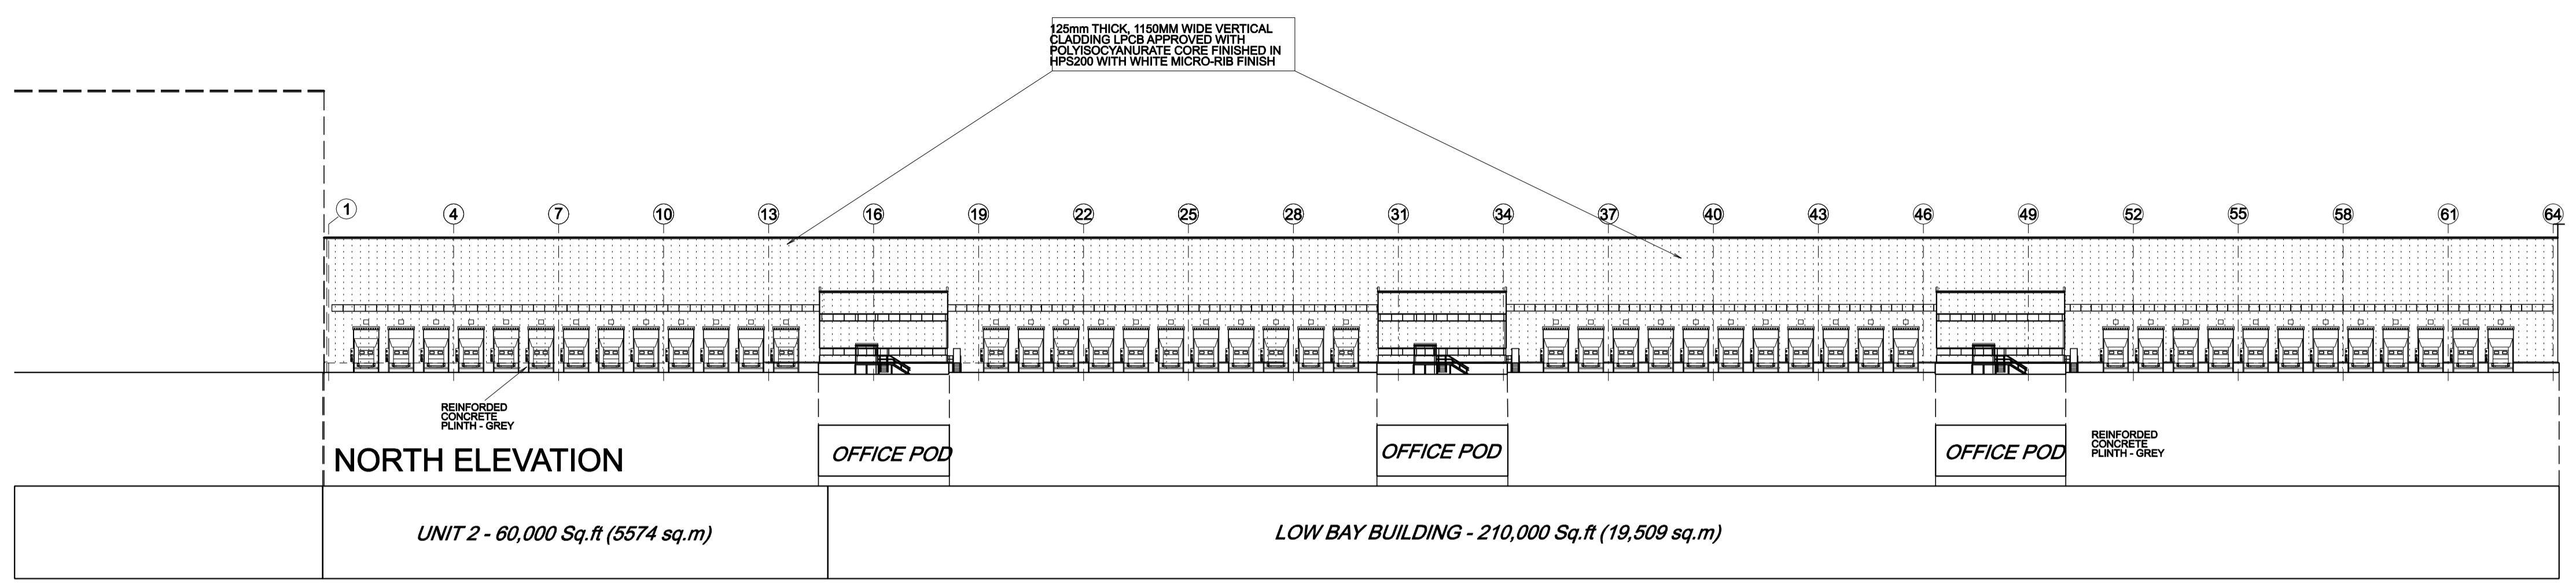 125mm THICK, 1150MM WIDE VERTICAL
CLADDING LPCB APPROVED WITH
POLYISOCYANURATE CORE FINISHED IN
HPS200 WITH WHITE MICRO-RIB FINISH
1 4 7 10 13 16 19 22 25 28 31 34 37 40 43 46 49 52 55 58 61 64
REINFORDED
CONCRETE
PLINTH - GREY
NORTH ELEVATION
OFFICE POD
OFFICE POD
OFFICE POD
REINFORDED
CONCRETE
PLINTH - GREY
UNIT 2 - 60,000 Sq.ft (5574 sq.m)
LOW BAY BUILDING - 210,000 Sq.ft (19,509 sq.m)